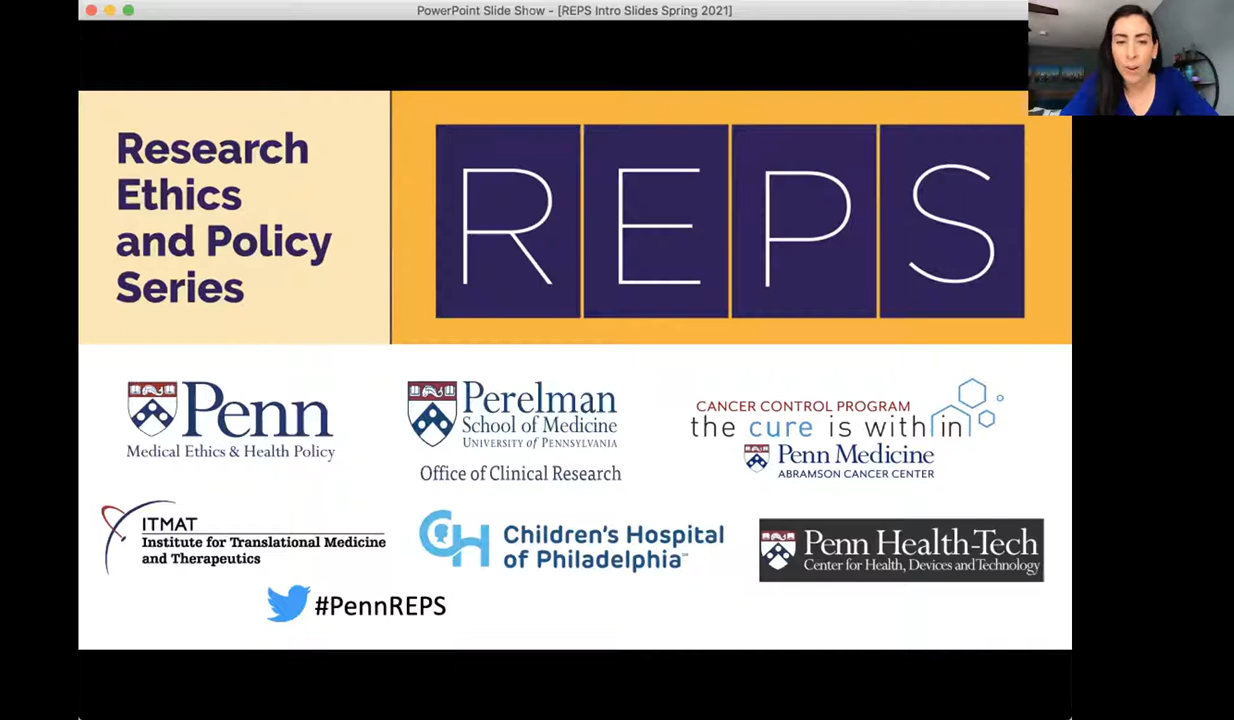 PowerPoint Slide Show - [REPS Intro Slides Spring 2021]
Research
Ethics
and Policy
Series
REPS
Penn
Medical Ethics & Health Policy
Perelman
School of Medicine
UNIVERSITY of PENNSYLVANIA
Office of Clinical Research
CANCER CONTROL PROGRAM
the cure is within
Penn Medicine
ABRAMSON CANCER CENTER
ITMAT
Institute for Translational Medicine
and Therapeutics
CH
Children's Hospital
of Philadelphia℠
Penn Health-Tech
Center for Health, Devices and Technology
#PennREPS